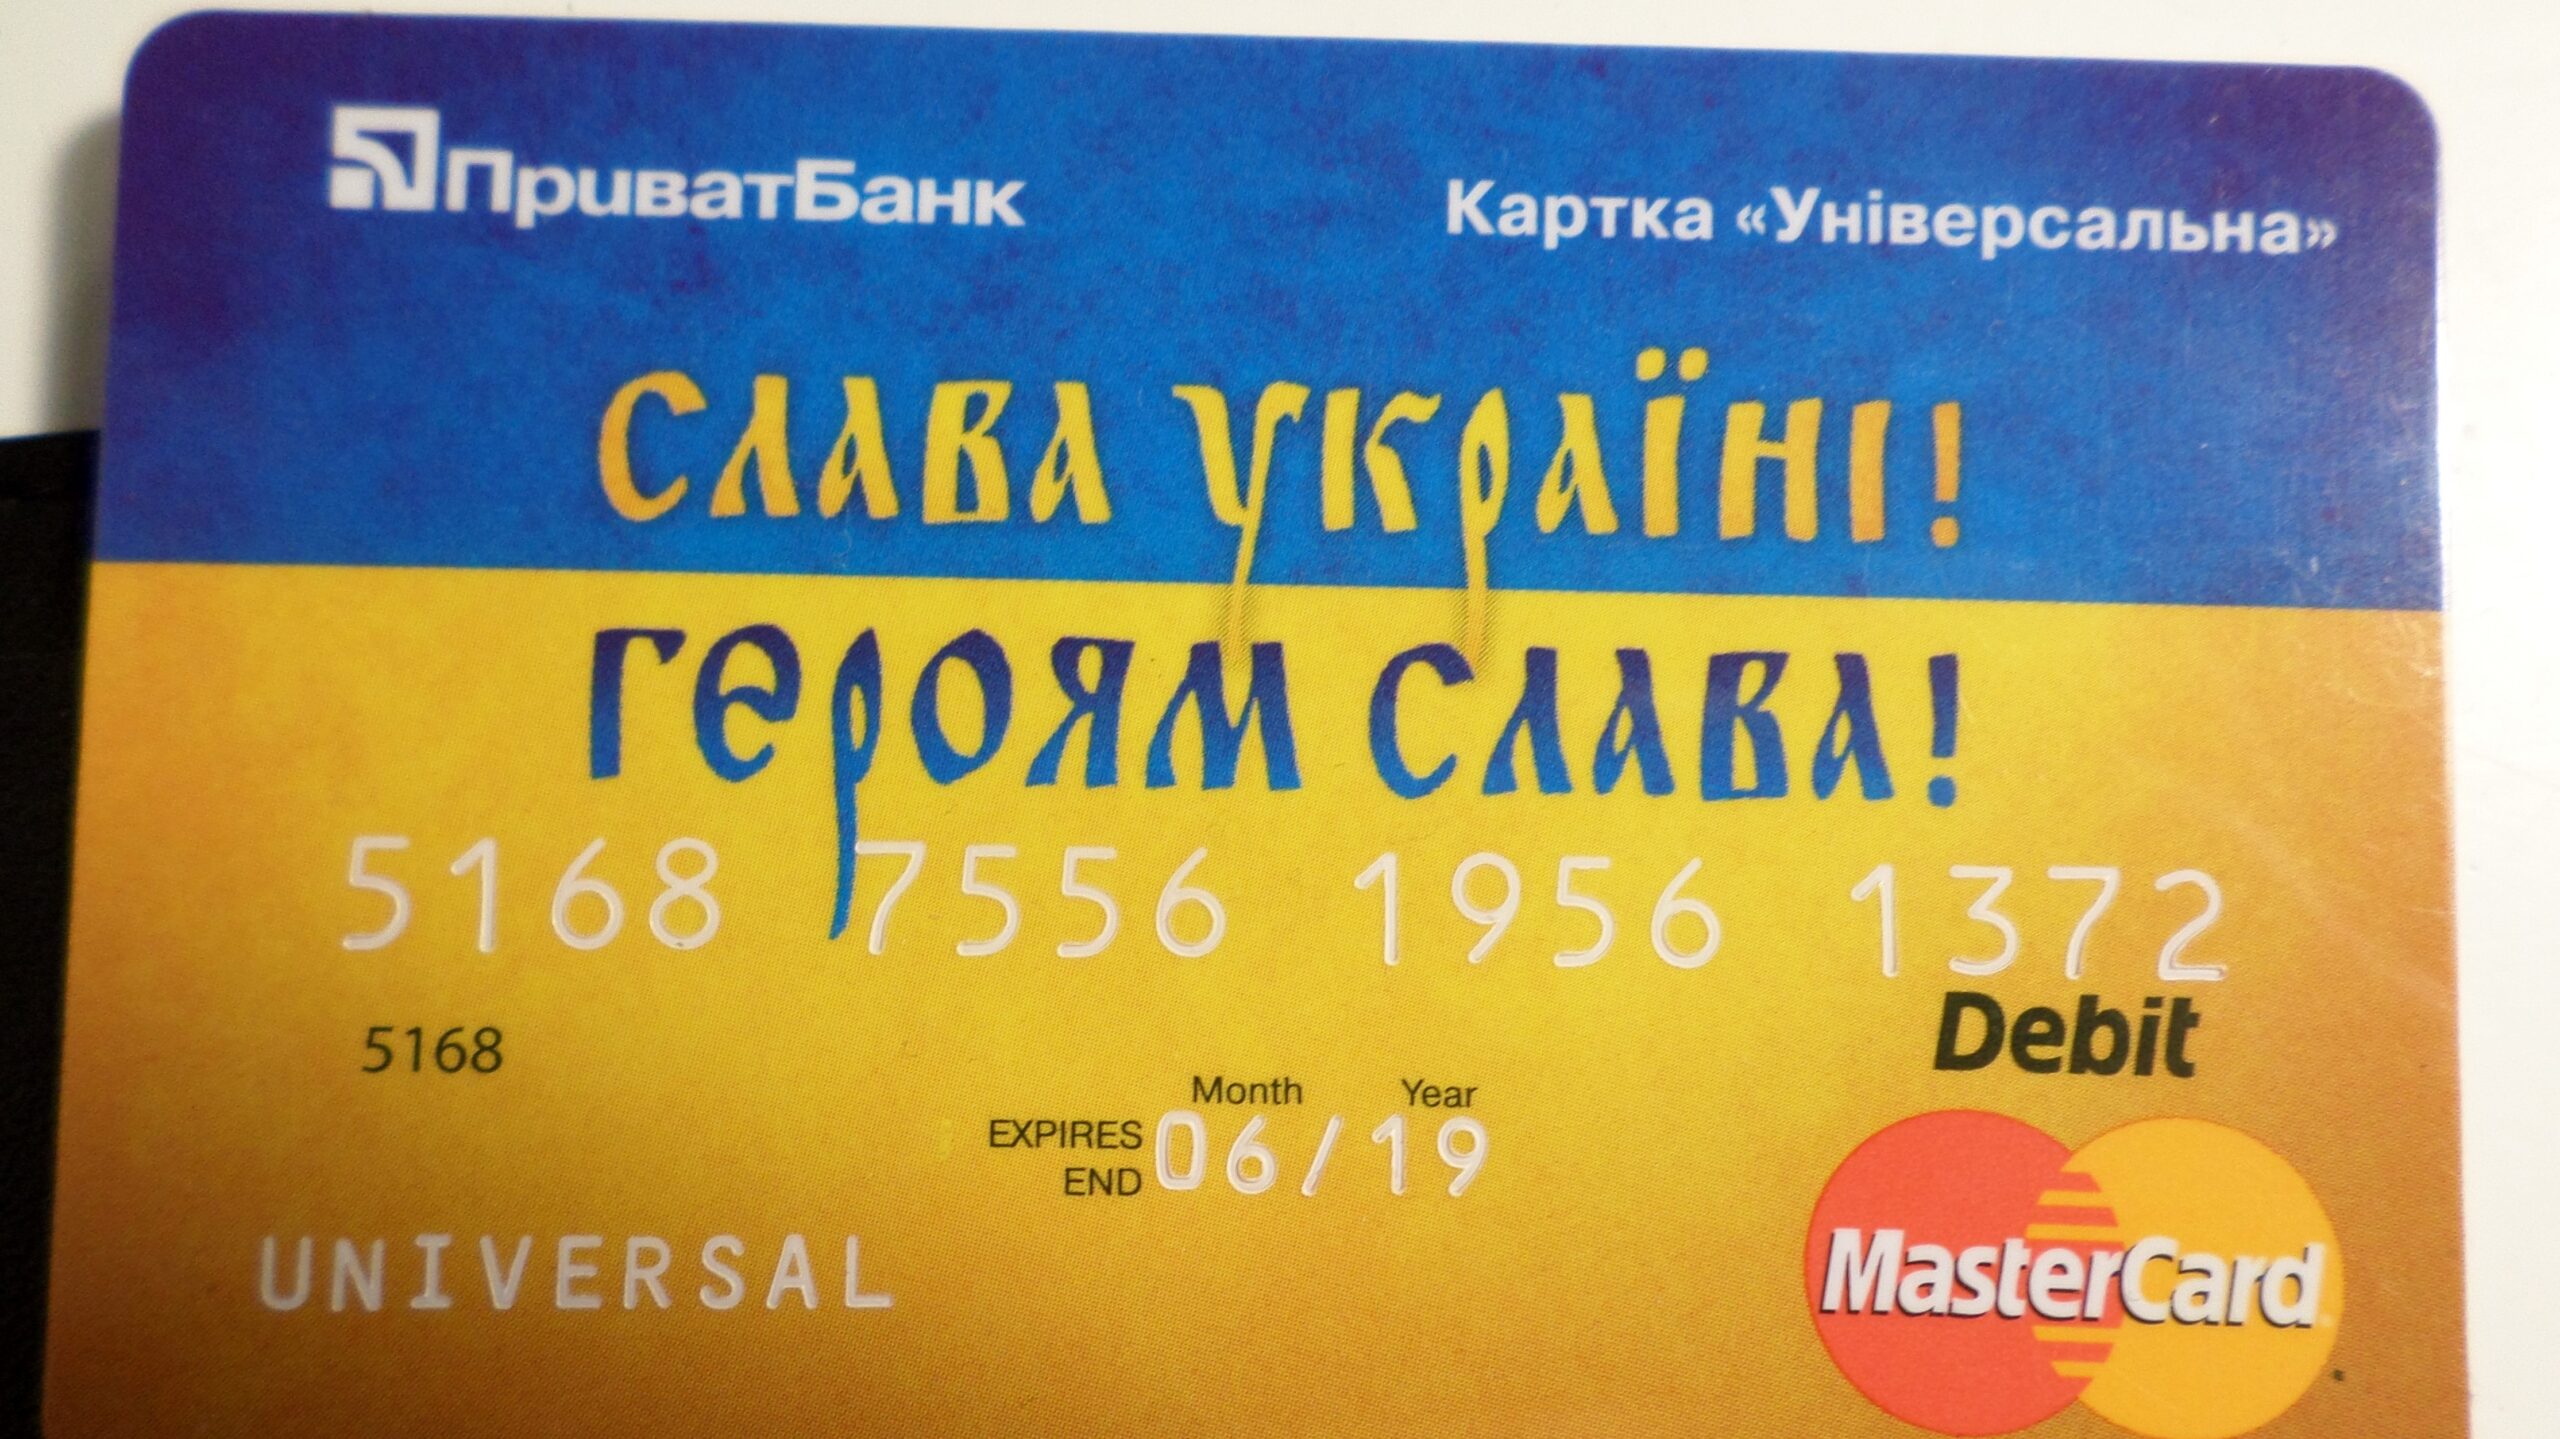 ПриватБанк
Картка «Універсальна»
СЛАВА УКРАЇНІ!
ГЕРОЯМ СЛАВА!
5168 7556 1956 1372
5168
Debit
Month Year
EXPIRES END 06/19
UNIVERSAL
MasterCard